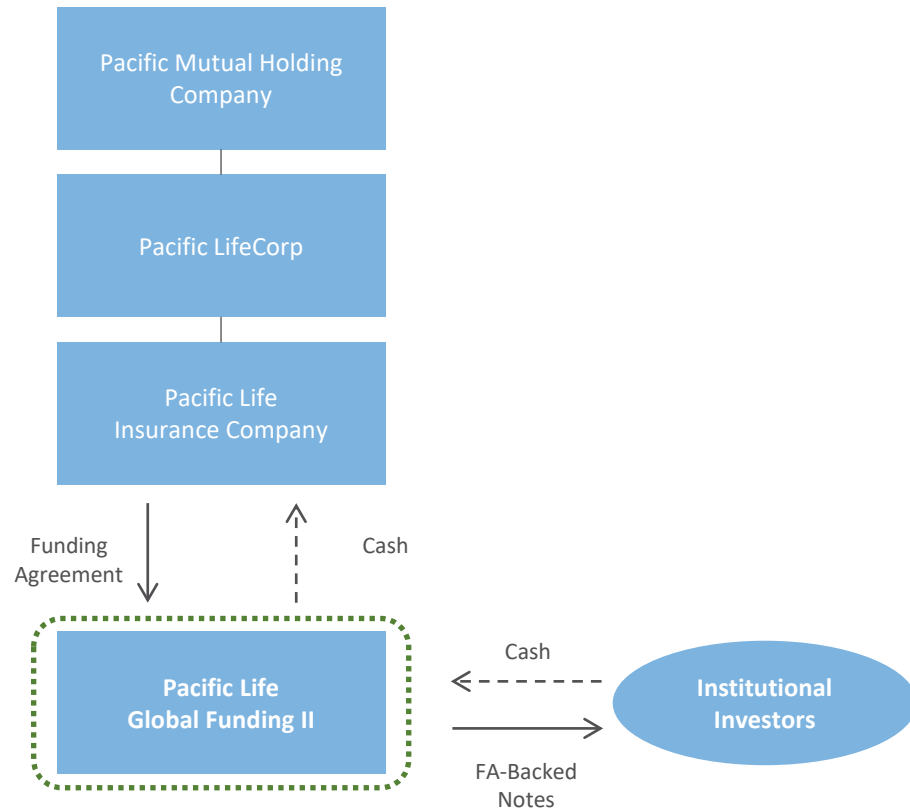 Pacific Mutual Holding
Company
Pacific LifeCorp
Pacific Life
Insurance Company
Funding
Agreement
Cash
Pacific Life
Global Funding II
Cash
FA-Backed
Notes
Institutional
Investors